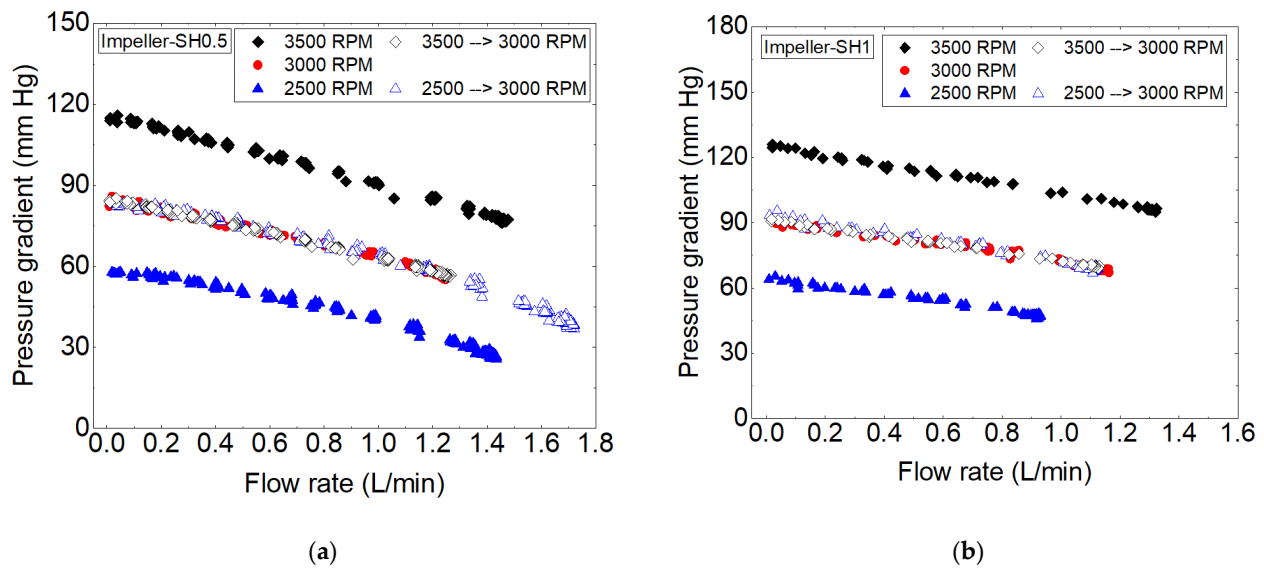 150
120
90
60
30
0
Pressure gradient (mm Hg)
Impeller-SH0.5
3500 RPM
3500 --> 3000 RPM
3000 RPM
2500 RPM
2500 --> 3000 RPM
0.0 0.2 0.4 0.6 0.8 1.0 1.2 1.4 1.6 1.8
Flow rate (L/min)
(a)
180
150
120
90
60
30
0
Pressure gradient (mm Hg)
Impeller-SH1
3500 RPM
3500 --> 3000 RPM
3000 RPM
2500 RPM
2500 --> 3000 RPM
0.0 0.2 0.4 0.6 0.8 1.0 1.2 1.4 1.6
Flow rate (L/min)
(b)